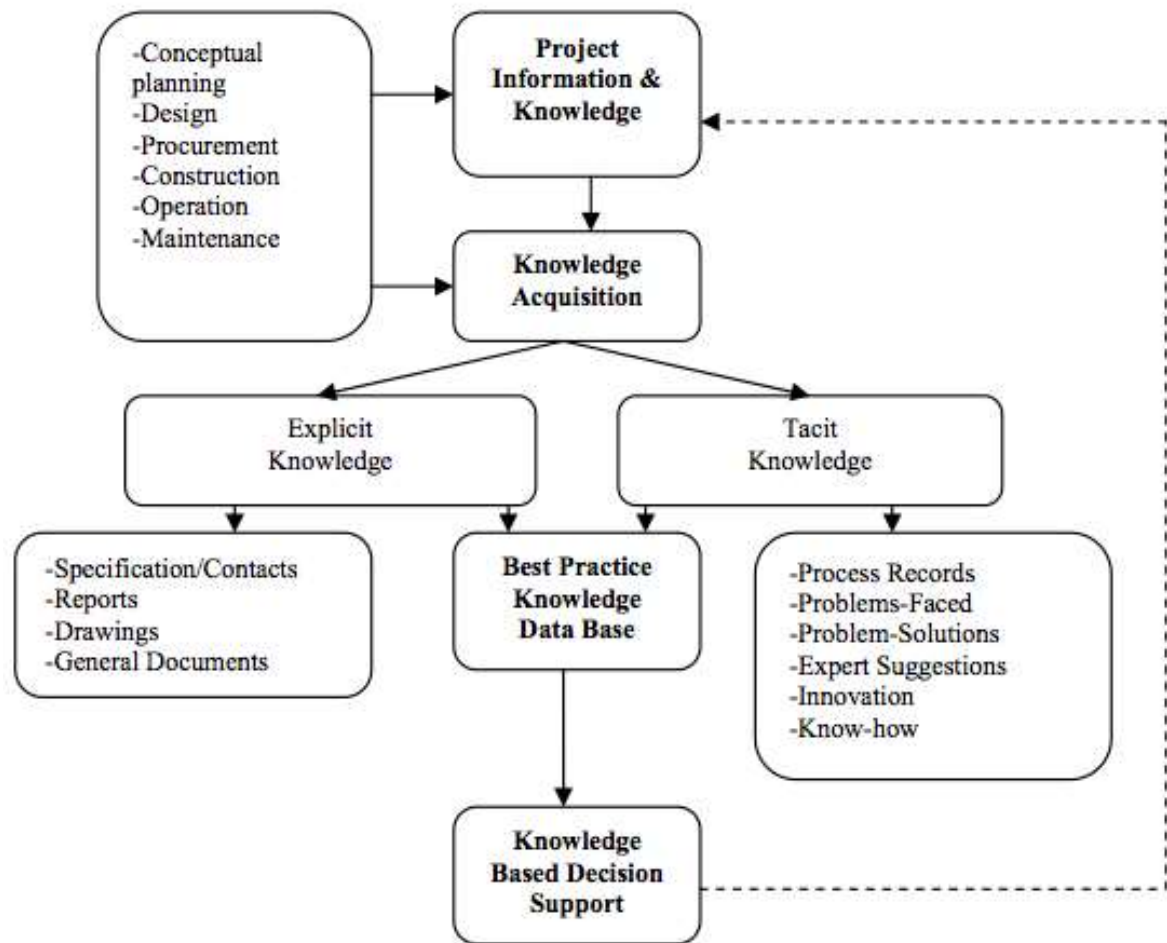 -Conceptual
planning
-Design
-Procurement
-Construction
-Operation
-Maintenance
Project
Information &
Knowledge
Knowledge
Acquisition
Explicit
Knowledge
Tacit
Knowledge
-Specification/Contacts
-Reports
-Drawings
-General Documents
Best Practice
Knowledge
Data Base
-Process Records
-Problems-Faced
-Problem-Solutions
-Expert Suggestions
-Innovation
-Know-how
Knowledge
Based Decision
Support